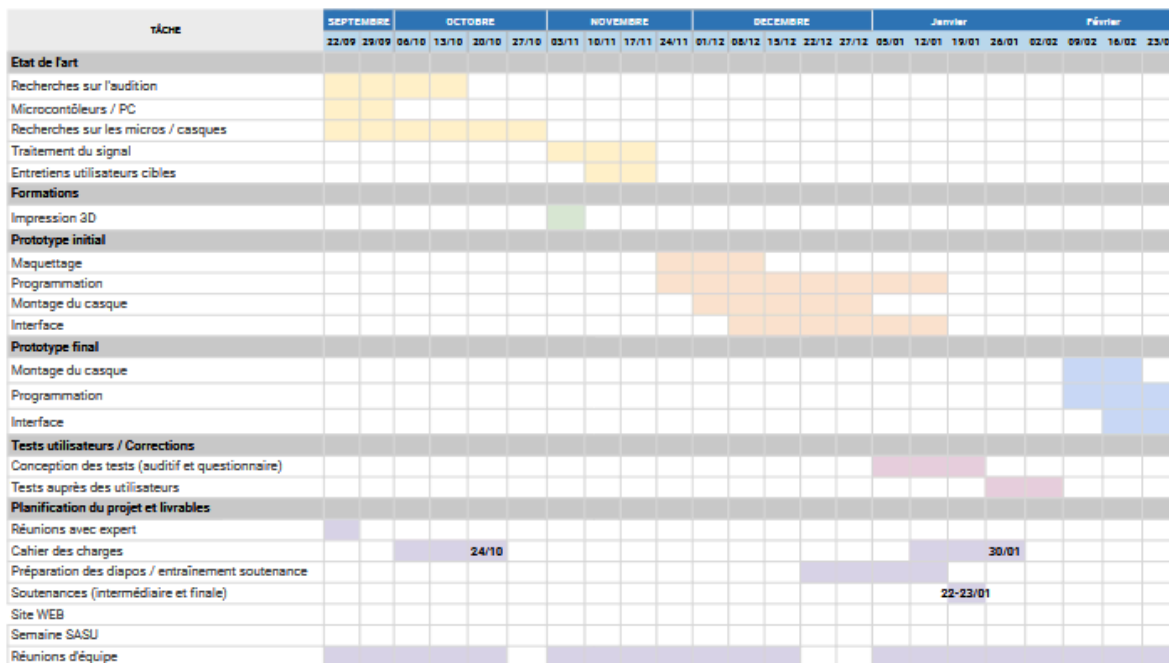 TÂCHE
SEPTEMBRE OCTOBRE NOVEMBRE DECEMBRE Janvier Février
22/09 29/09 06/10 13/10 20/10 27/10 03/11 10/11 17/11 24/11 01/12 08/12 15/12 22/12 27/12 05/01 12/01 19/01 26/01 02/02 09/02 16/02
Etat de l'art
Recherches sur l'audition
Microcontôleurs / PC
Recherches sur les micros / casques
Traitement du signal
Entretiens utilisateurs cibles
Formations
Impression 3D
Prototype initial
Maquettage
Programmation
Montage du casque
Interface
Prototype final
Montage du casque
Programmation
Interface
Tests utilisateurs / Corrections
Conception des tests (auditif et questionnaire)
Tests auprès des utilisateurs
Planification du projet et livrables
Réunions avec expert
Cahier des charges 24/10 30/01
Préparation des diapos / entraînement soutenance
Soutenances (intermédiaire et finale) 22-23/01
Site WEB
Semaine SASU
Réunions d'équipe